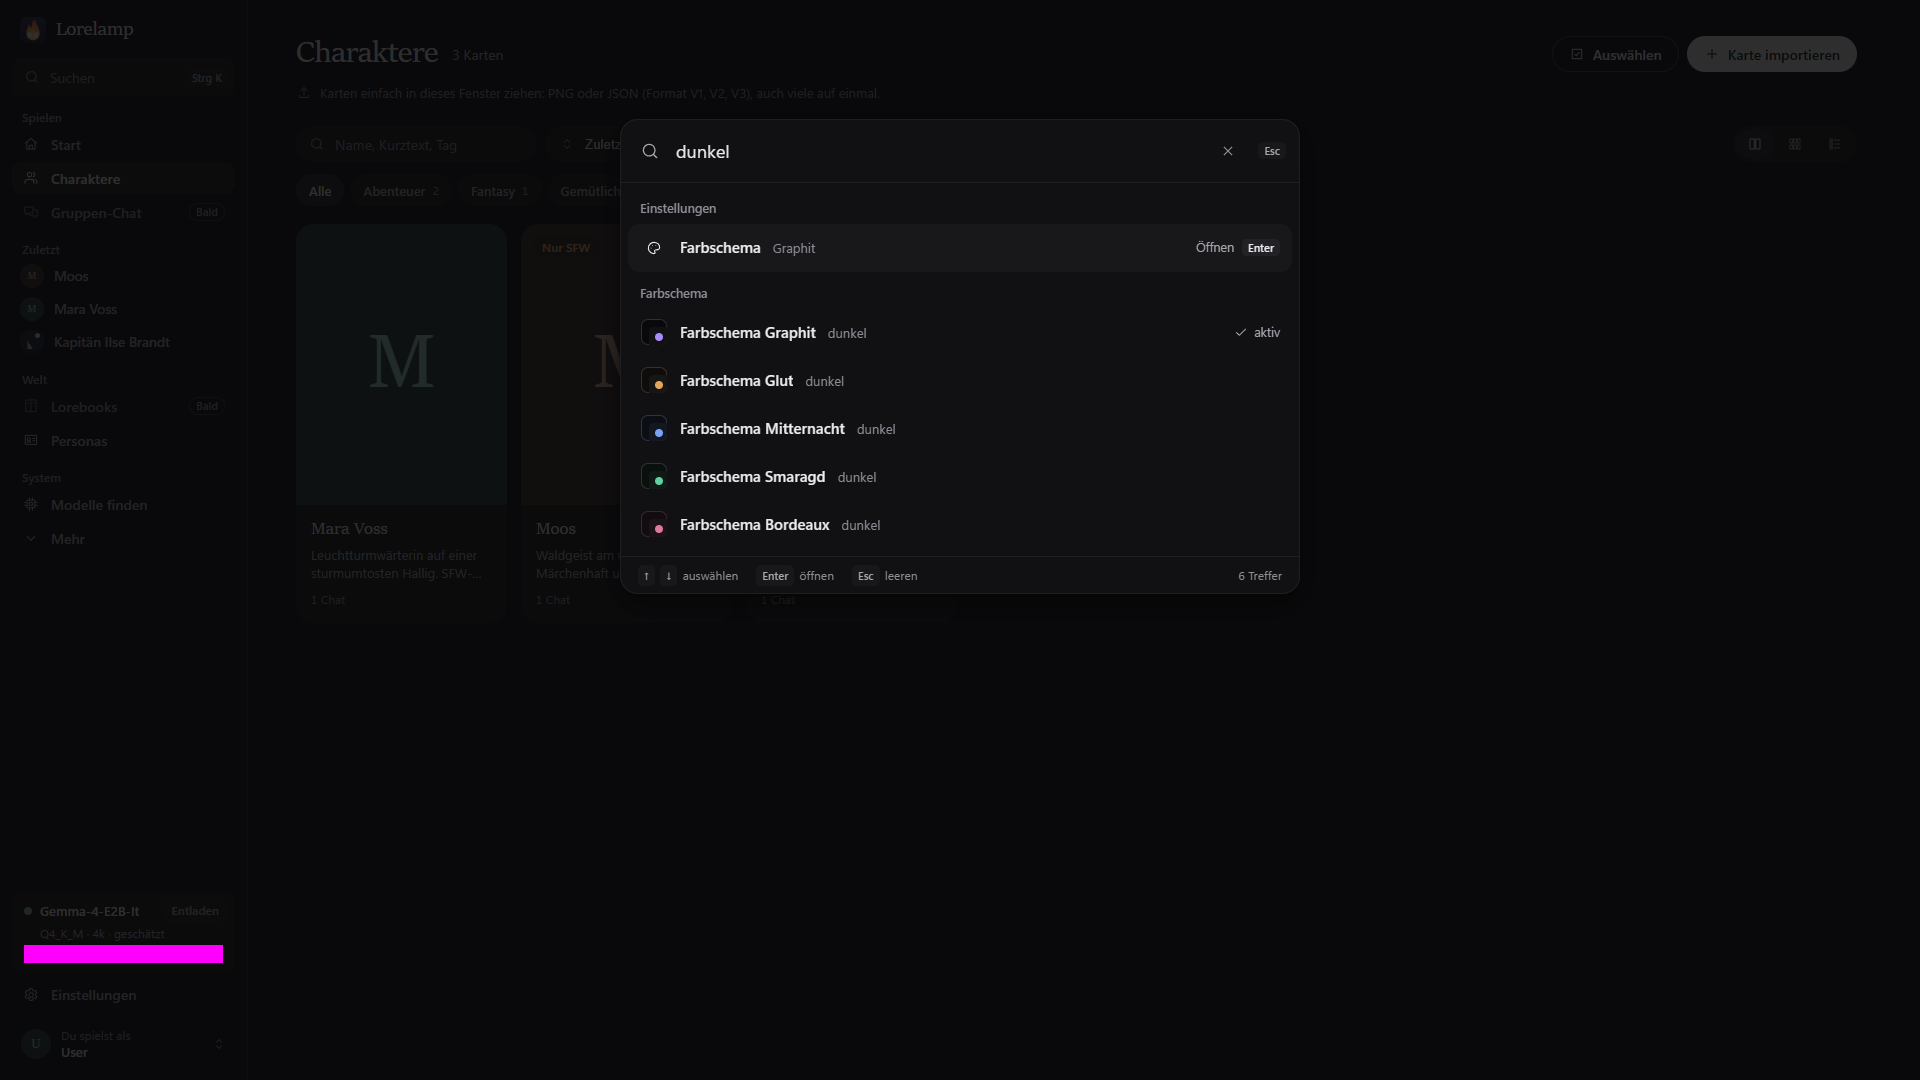 Lorelamp
Suchen Strg K
Spielen
Start
Charaktere
Gruppen-Chat Bald
Zuletzt
M Moos
M Mara Voss
Kapitän Ilse Brandt
Welt
Lorebooks Bald
Personas
System
Modelle finden
Mehr
Gemma-4-E2B-It Entladen
Q4_K_M · 4k · geschätzt
Einstellungen
U Du spielst als
User
Charaktere 3 Karten
Auswählen
Karte importieren
Karten einfach in dieses Fenster ziehen: PNG oder JSON (Format V1, V2, V3), auch viele auf einmal.
Name, Kurztext, Tag
Alle Abenteuer 2 Fantasy 1
M
Mara Voss
Leuchtturmwärterin auf einer
sturmumtosten Hallig. SFW-...
1 Chat
Nur SFW
Moos
Waldgeist am
Märchenhaft
1 Chat
1 Chat
dunkel Esc
Einstellungen
Farbschema Graphit Öffnen Enter
Farbschema
Farbschema Graphit dunkel aktiv
Farbschema Glut dunkel
Farbschema Mitternacht dunkel
Farbschema Smaragd dunkel
Farbschema Bordeaux dunkel
↑ ↓ auswählen Enter öffnen Esc leeren 6 Treffer